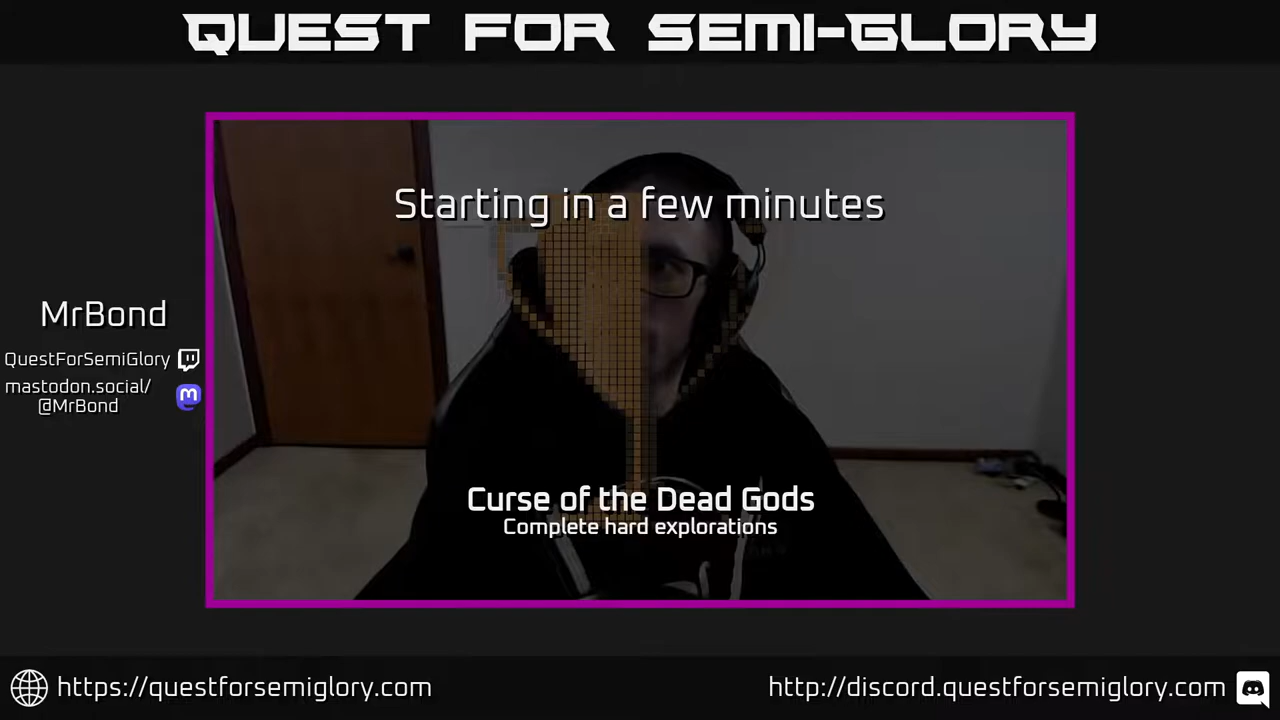 QUEST FOR SEMI-GLORY
Starting in a few minutes
MrBond
QuestForSemiGlory
mastodon.social/
@MrBond
Curse of the Dead Gods
Complete hard explorations
https://questforsemiglory.com
http://discord.questforsemiglory.com